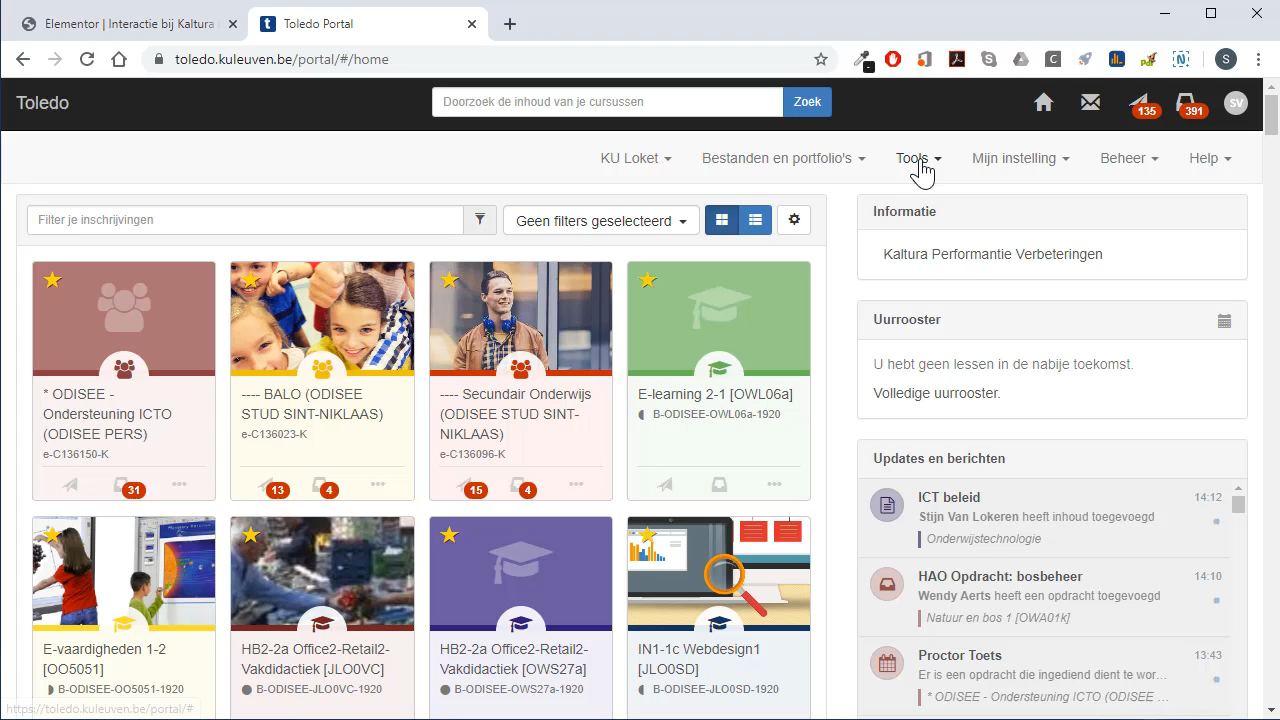 Elementor | Interactie bij Kaltura
Toledo Portal
toledo.kuleuven.be/portal/#/home
S
Toledo
Doorzoek de inhoud van je cursussen
Zoek
135
391
SV
KU Loket
Bestanden en portfolio's
Tools
Mijn instelling
Beheer
Help
Filter je inschrijvingen
Geen filters geselecteerd
* ODISEE -
Ondersteuning ICTO
(ODISEE PERS)
e-C136150-K
31
---- BALO (ODISEE
STUD SINT-NIKLAAS)
e-C136023-K
13
4
---- Secundair Onderwijs
(ODISEE STUD SINT-
NIKLAAS)
e-C136096-K
15
4
E-learning 2-1 [OWL06a]
B-ODISEE-OWL06a-1920
E-vaardigheden 1-2
[OO5051]
B-ODISEE-OO5051-1920
HB2-2a Office2-Retail2-
Vakdidactiek [JLO0VC]
B-ODISEE-JLO0VC-1920
HB2-2a Office2-Retail2-
Vakdidactiek [OWS27a]
B-ODISEE-OWS27a-1920
IN1-1c Webdesign1
[JLO0SD]
B-ODISEE-JLO0SD-1920
Informatie
Kaltura Performantie Verbeteringen
Uurrooster
U hebt geen lessen in de nabije toekomst.
Volledige uurrooster.
Updates en berichten
ICT beleid
14:12
Stijn Van Lokeren heeft inhoud toegevoegd
Onderwijstechnologie
HAO Opdracht: bosbeheer
14:10
Wendy Aerts heeft een opdracht toegevoegd
Natuur en bos 1 [OWA01k]
Proctor Toets
13:43
Er is een opdracht die ingediend dient te wor...
* ODISEE - Ondersteuning ICTO (ODISEE ...
https://toledo.kuleuven.be/portal/#